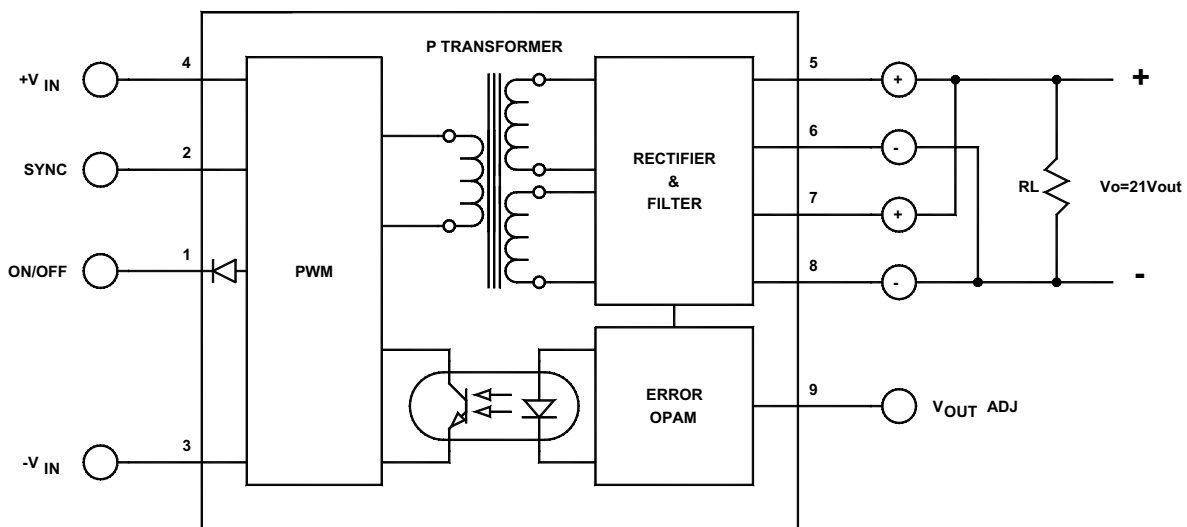 P TRANSFORMER
4
+V IN
2
SYNC
1
ON/OFF
3
-V IN
PWM
RECTIFIER
&
FILTER
ERROR
OPAM
5
+
6
-
7
+
8
-
9
VOUT ADJ
+
RL
Vo=21Vout
-